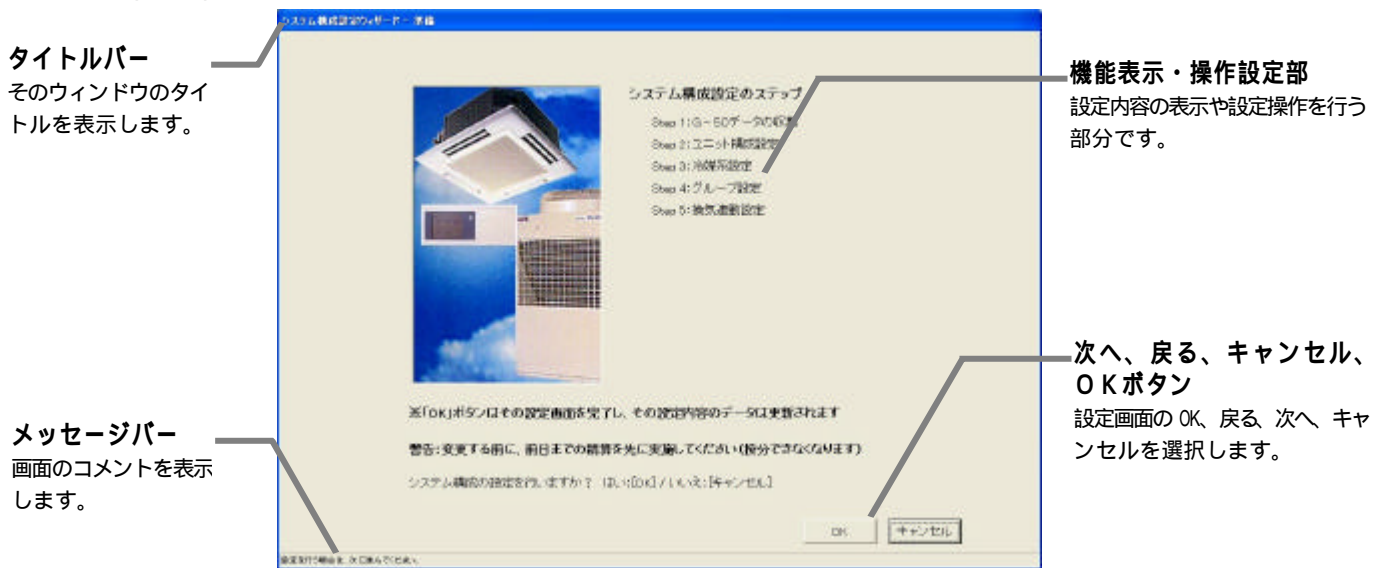 システム構成設定ウィザード - 準備
タイトルバー
そのウィンドウのタイ
トルを表示します。
機能表示・操作設定部
設定内容の表示や設定操作を行う
部分です。
システム構成設定のステップ
Step 1:G-50データの収集
Step 2:ユニット構成設定
Step 3:冷媒系設定
Step 4:グループ設定
Step 5:換気連動設定
次へ、戻る、キャンセル、
OKボタン
設定画面の OK、戻る、次へ、キャ
ンセルを選択します。
メッセージバー
画面のコメントを表示
します。
※「OK」ボタンはその設定画面を完了し、その設定内容のデータは更新されます
警告:変更する前に、前日までの精算を先に実施してください(按分できなくなります)
システム構成の設定を行いますか? はい:[OK] / いいえ:[キャンセル]
OK
キャンセル